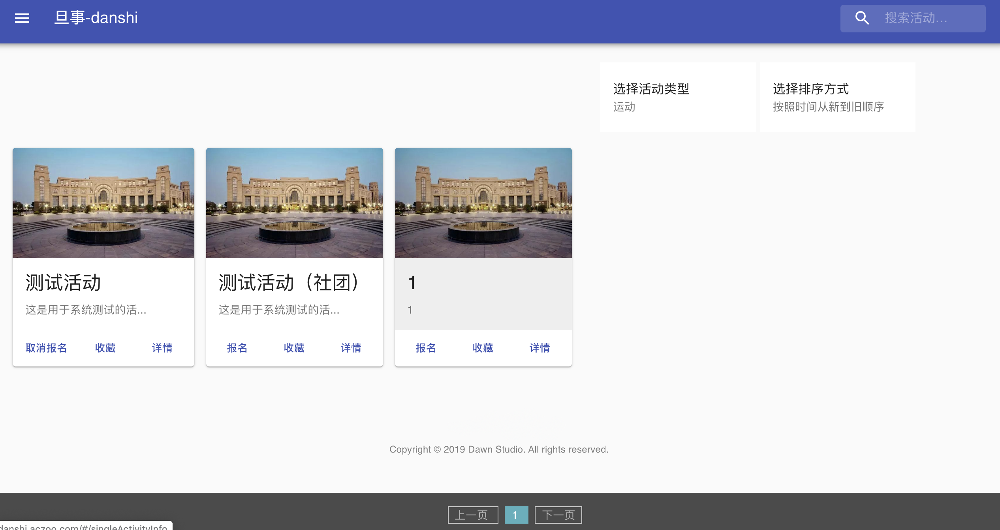 旦事-danshi
搜索活动…
选择活动类型
运动
选择排序方式
按照时间从新到旧顺序
测试活动
这是用于系统测试的活...
取消报名 收藏 详情
测试活动（社团）
这是用于系统测试的活...
报名 收藏 详情
1
1
报名 收藏 详情
Copyright © 2019 Dawn Studio. All rights reserved.
上一页 1 下一页
danshi.aczoo.com/#/singleActivityInfo